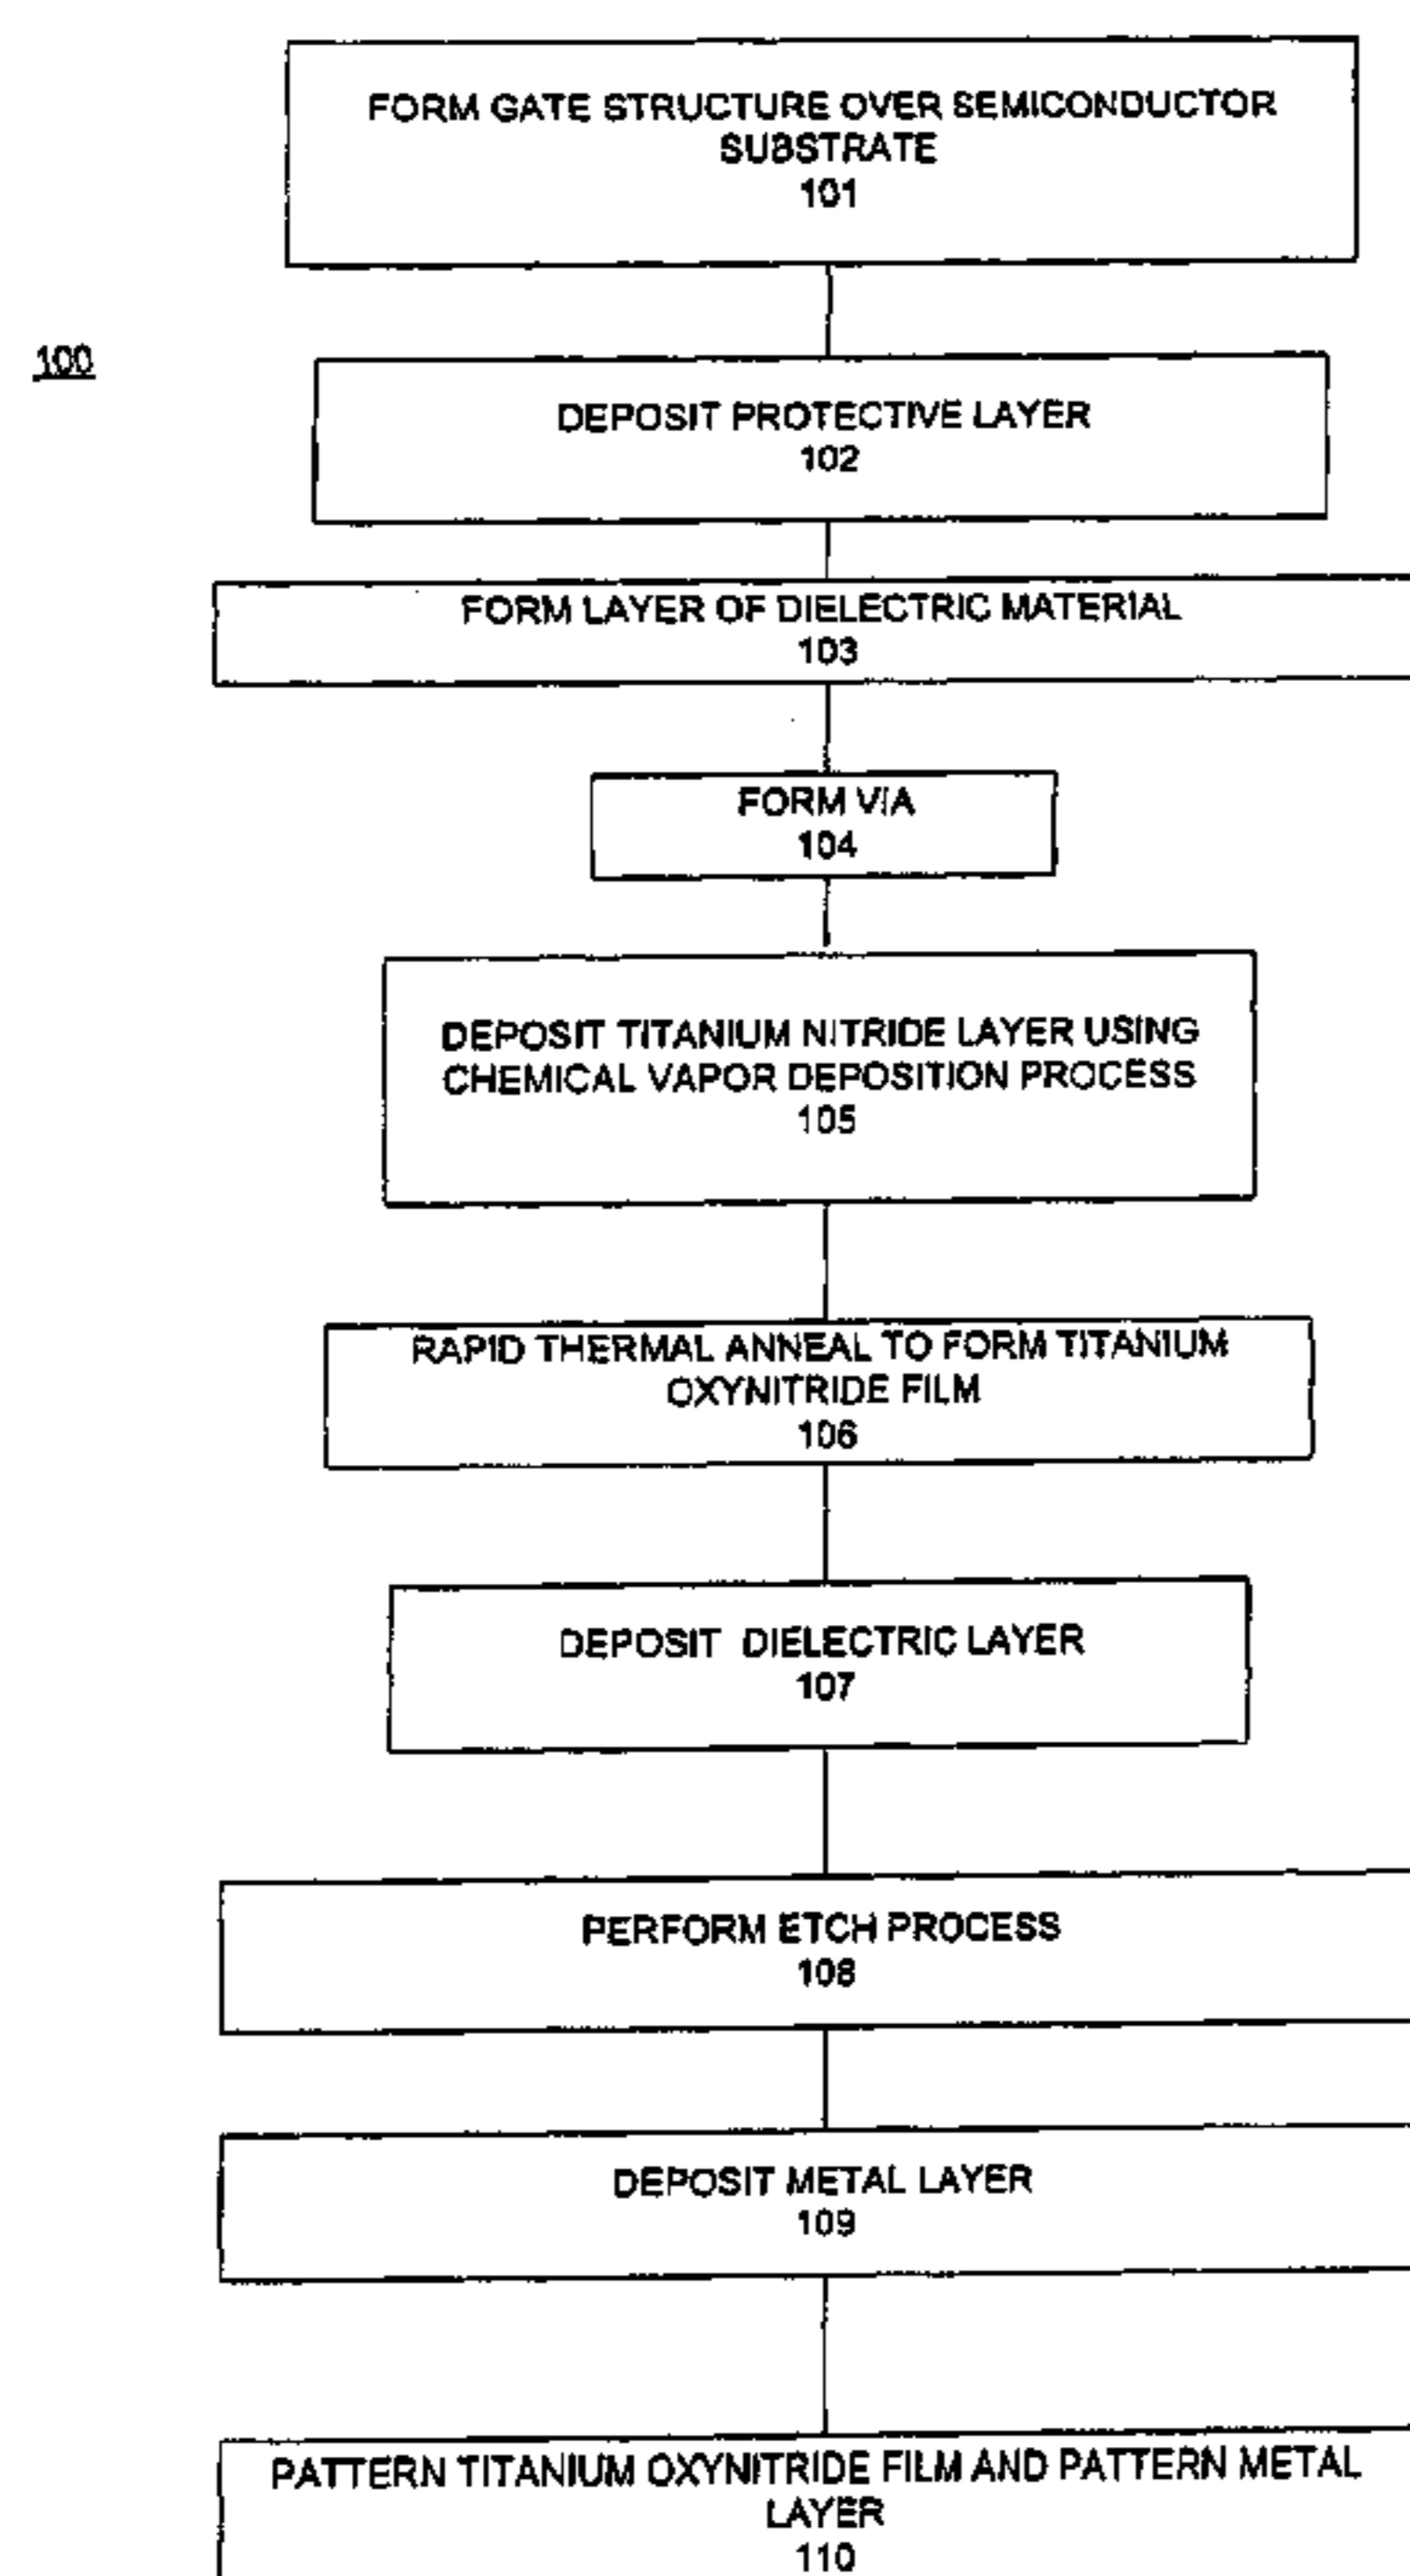 FORM GATE STRUCTURE OVER SEMICONDUCTOR
SUBSTRATE
101
100
DEPOSIT PROTECTIVE LAYER
102
FORM LAYER OF DIELECTRIC MATERIAL
103
FORM VIA
104
DEPOSIT TITANIUM NITRIDE LAYER USING
CHEMICAL VAPOR DEPOSITION PROCESS
105
RAPID THERMAL ANNEAL TO FORM TITANIUM
OXYNITRIDE FILM
106
DEPOSIT DIELECTRIC LAYER
107
PERFORM ETCH PROCESS
108
DEPOSIT METAL LAYER
109
PATTERN TITANIUM OXYNITRIDE FILM AND PATTERN METAL
LAYER
110